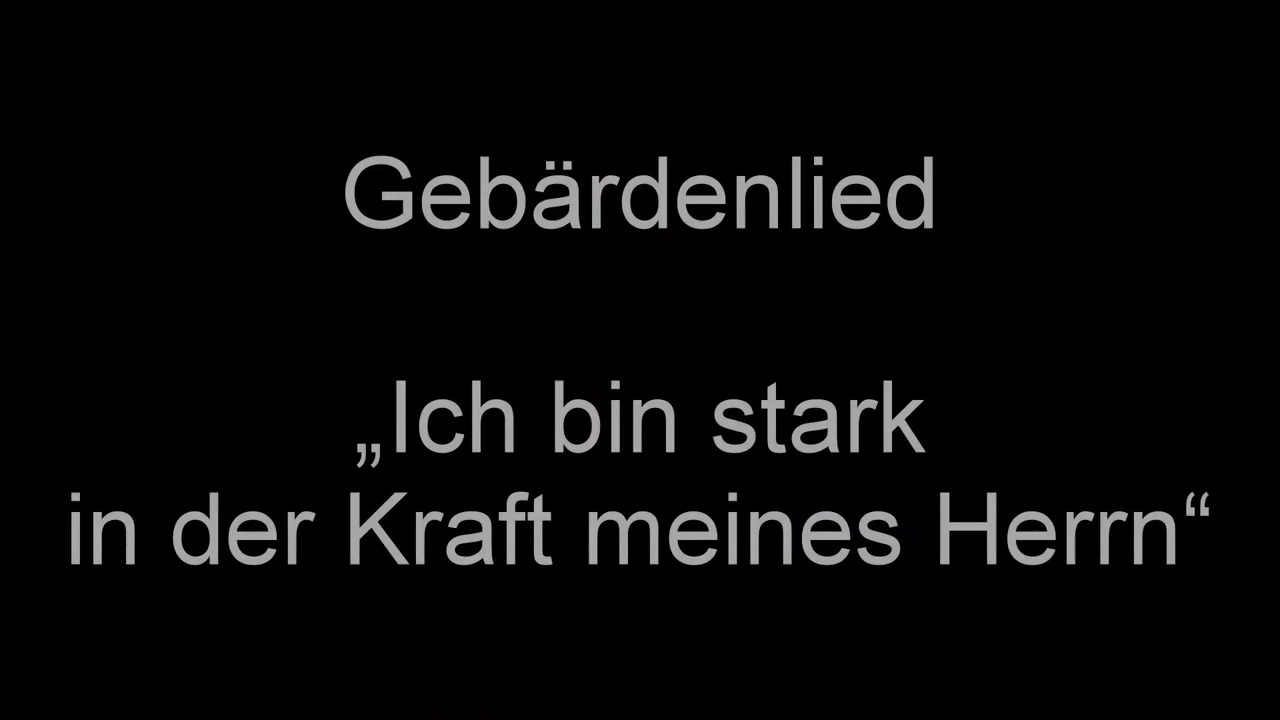 Gebärdenlied
„Ich bin stark
in der Kraft meines Herrn“